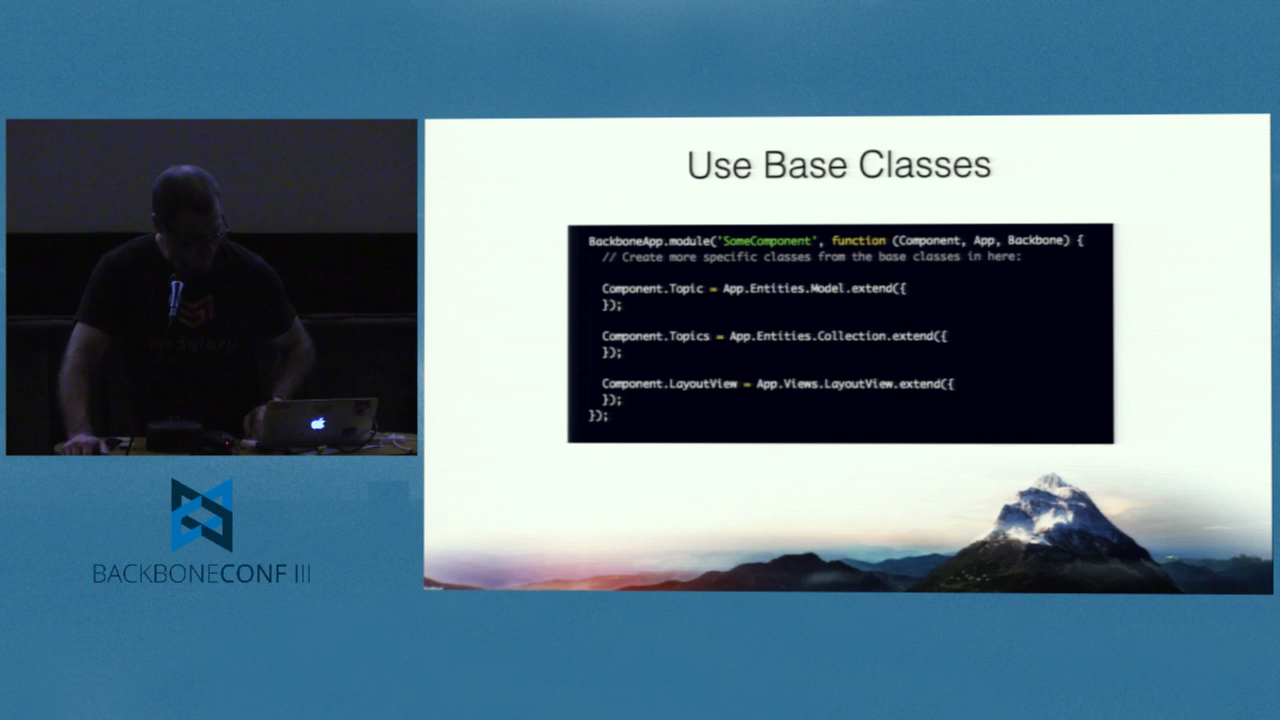 Use Base Classes
BackboneApp.module('SomeComponent', function (Component, App, Backbone) {
// Create more specific classes from the base classes in here:
Component.Topic = App.Entities.Model.extend({
});
Component.Topics = App.Entities.Collection.extend({
});
Component.LayoutView = App.Views.LayoutView.extend({
});
});
BACKBONECONF III